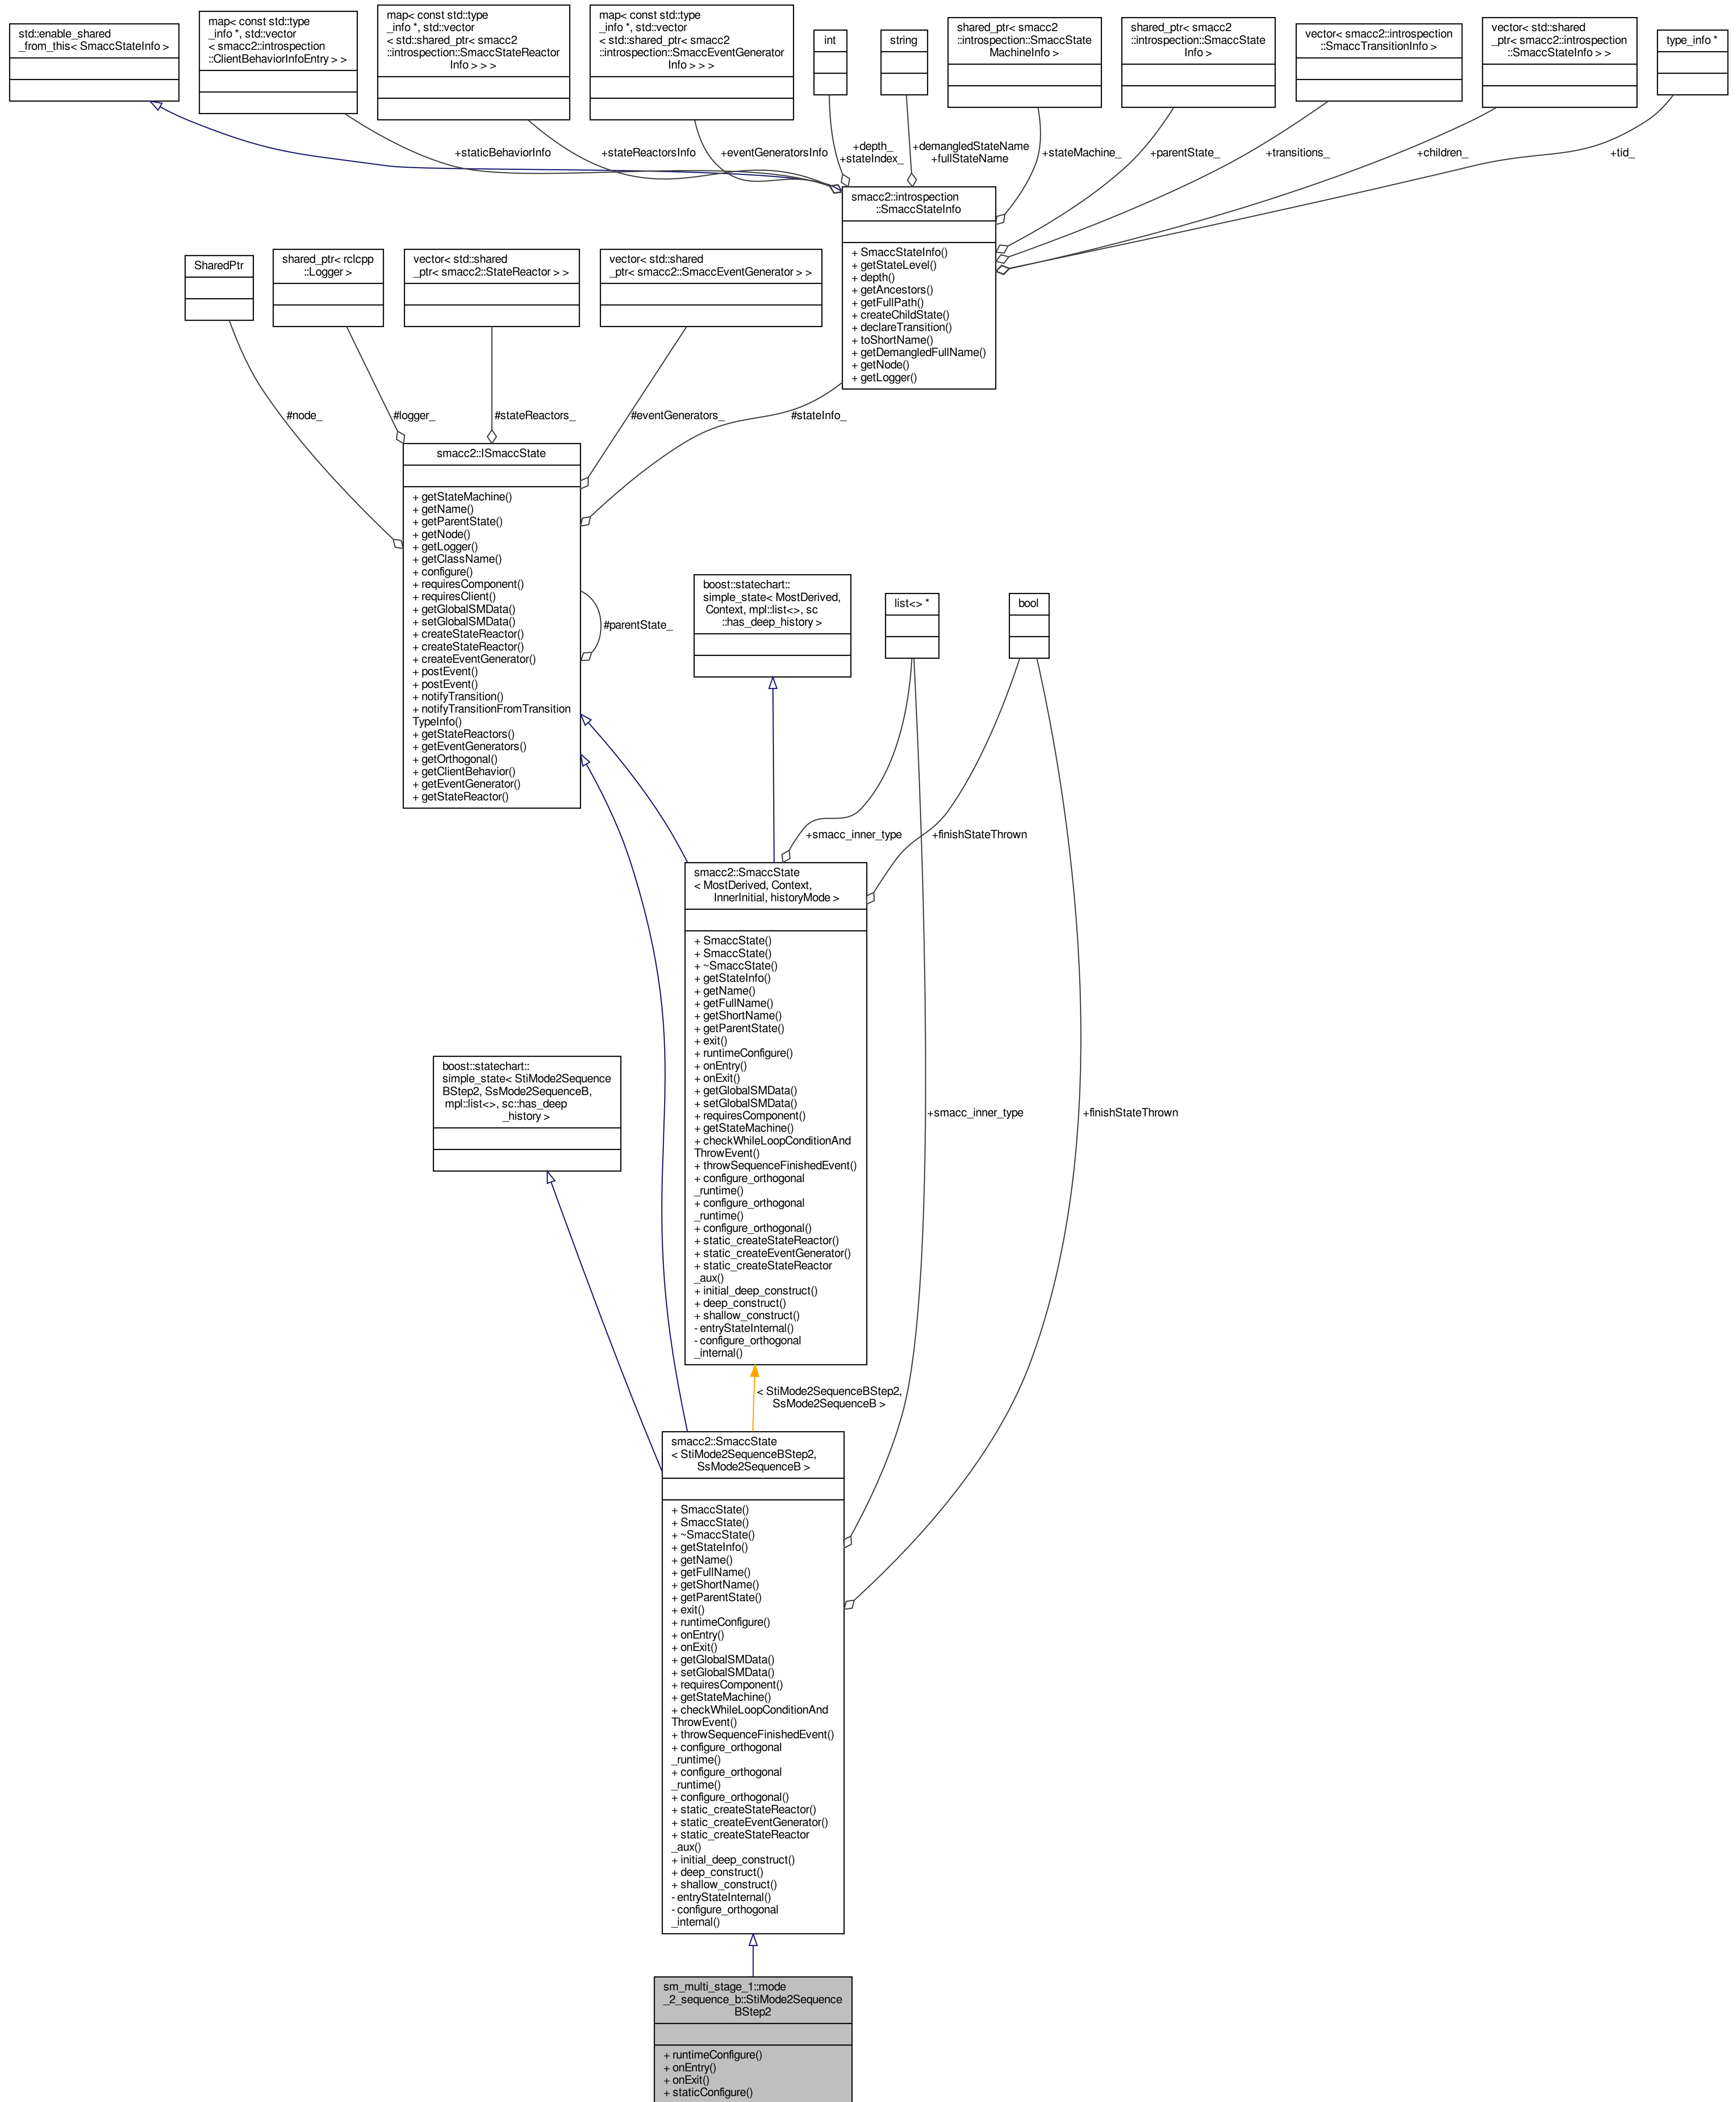 std::enable_shared
_from_this< SmaccStateInfo >
map< const std::type
_info *, std::vector
< smacc2::introspection
::ClientBehaviorInfoEntry > >
map< const std::type
_info *, std::vector
< std::shared_ptr< smacc2
::introspection::SmaccStateReactor
Info > > >
map< const std::type
_info *, std::vector
< std::shared_ptr< smacc2
::introspection::SmaccEventGenerator
Info > > >
int
string
shared_ptr< smacc2
::introspection::SmaccState
MachineInfo >
shared_ptr< smacc2
::introspection::SmaccState
Info >
vector< smacc2::introspection
::SmaccTransitionInfo >
vector< std::shared
_ptr< smacc2::introspection
::SmaccStateInfo > >
type_info *
+staticBehaviorInfo
+stateReactorsInfo
+eventGeneratorsInfo
+depth_
+stateIndex_
+demangledStateName
+fullStateName
+stateMachine_
+parentState_
+transitions_
+children_
+tid_
smacc2::introspection
::SmaccStateInfo
+ SmaccStateInfo()
+ getStateLevel()
+ depth()
+ getAncestors()
+ getFullPath()
+ createChildState()
+ declareTransition()
+ toShortName()
+ getDemangledFullName()
+ getNode()
+ getLogger()
SharedPtr
shared_ptr< rclcpp
::Logger >
vector< std::shared
_ptr< smacc2::StateReactor > >
vector< std::shared
_ptr< smacc2::SmaccEventGenerator > >
#node_
#logger_
#stateReactors_
#eventGenerators_
#stateInfo_
smacc2::ISmaccState
+ getStateMachine()
+ getName()
+ getParentState()
+ getNode()
+ getLogger()
+ getClassName()
+ configure()
+ requiresComponent()
+ requiresClient()
+ getGlobalSMData()
+ setGlobalSMData()
+ createStateReactor()
+ createStateReactor()
+ createEventGenerator()
+ postEvent()
+ postEvent()
+ notifyTransition()
+ notifyTransitionFromTransition
TypeInfo()
+ getStateReactors()
+ getEventGenerators()
+ getOrthogonal()
+ getClientBehavior()
+ getEventGenerator()
+ getStateReactor()
#parentState_
boost::statechart::
simple_state< MostDerived,
Context, mpl::list<>, sc
::has_deep_history >
list<> *
bool
+smacc_inner_type
+finishStateThrown
smacc2::SmaccState
< MostDerived, Context,
InnerInitial, historyMode >
+ SmaccState()
+ SmaccState()
+ ~SmaccState()
+ getStateInfo()
+ getName()
+ getFullName()
+ getShortName()
+ getParentState()
+ exit()
+ runtimeConfigure()
+ onEntry()
+ onExit()
+ getGlobalSMData()
+ setGlobalSMData()
+ requiresComponent()
+ getStateMachine()
+ checkWhileLoopConditionAnd
ThrowEvent()
+ throwSequenceFinishedEvent()
+ configure_orthogonal
_runtime()
+ configure_orthogonal
_runtime()
+ configure_orthogonal()
+ static_createStateReactor()
+ static_createEventGenerator()
+ static_createStateReactor
_aux()
+ initial_deep_construct()
+ deep_construct()
+ shallow_construct()
- entryStateInternal()
- configure_orthogonal
_internal()
boost::statechart::
simple_state< StiMode2Sequence
BStep2, SsMode2SequenceB,
mpl::list<>, sc::has_deep
_history >
+smacc_inner_type
+finishStateThrown
< StiMode2SequenceBStep2,
SsMode2SequenceB >
smacc2::SmaccState
< StiMode2SequenceBStep2,
SsMode2SequenceB >
+ SmaccState()
+ SmaccState()
+ ~SmaccState()
+ getStateInfo()
+ getName()
+ getFullName()
+ getShortName()
+ getParentState()
+ exit()
+ runtimeConfigure()
+ onEntry()
+ onExit()
+ getGlobalSMData()
+ setGlobalSMData()
+ requiresComponent()
+ getStateMachine()
+ checkWhileLoopConditionAnd
ThrowEvent()
+ throwSequenceFinishedEvent()
+ configure_orthogonal
_runtime()
+ configure_orthogonal
_runtime()
+ configure_orthogonal()
+ static_createStateReactor()
+ static_createEventGenerator()
+ static_createStateReactor
_aux()
+ initial_deep_construct()
+ deep_construct()
+ shallow_construct()
- entryStateInternal()
- configure_orthogonal
_internal()
sm_multi_stage_1::mode
_2_sequence_b::StiMode2Sequence
BStep2
+ runtimeConfigure()
+ onEntry()
+ onExit()
+ staticConfigure()